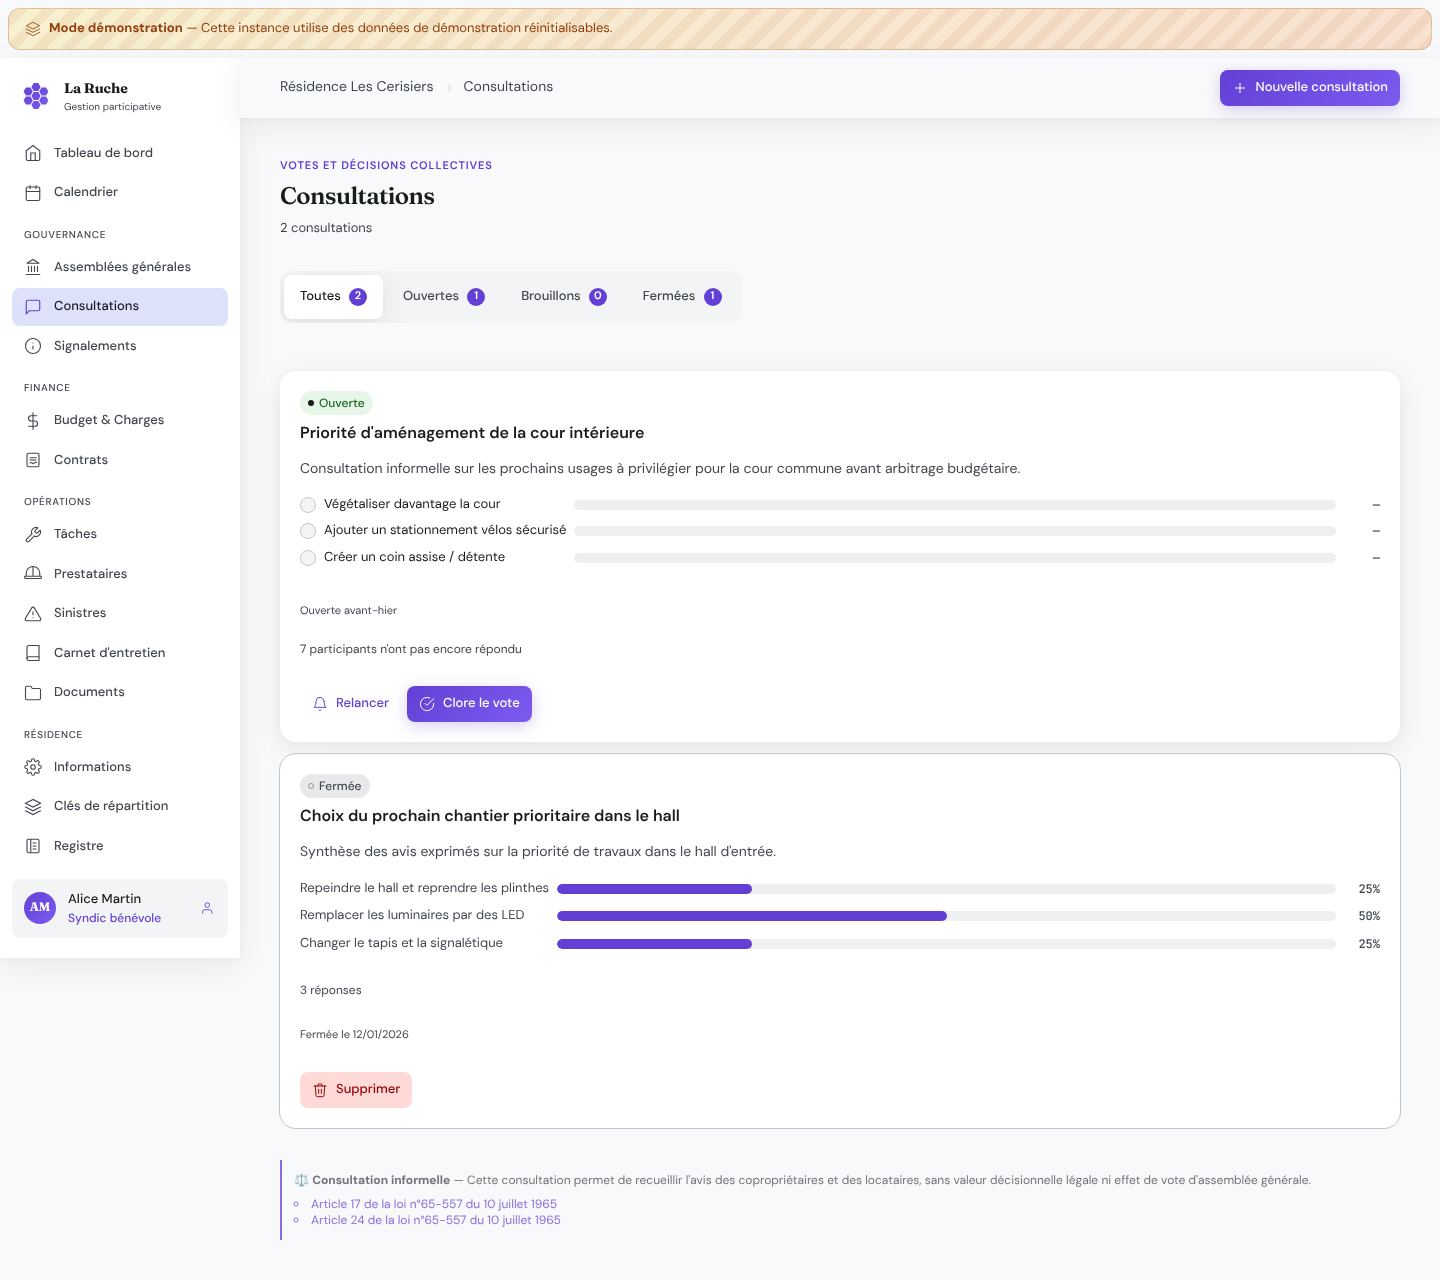 Mode démonstration — Cette instance utilise des données de démonstration réinitialisables.
La Ruche
Gestion participative
Tableau de bord
Calendrier
GOUVERNANCE
Assemblées générales
Consultations
Signalements
FINANCE
Budget & Charges
Contrats
OPÉRATIONS
Tâches
Prestataires
Sinistres
Carnet d'entretien
Documents
RÉSIDENCE
Informations
Clés de répartition
Registre
AM
Alice Martin
Syndic bénévole
Résidence Les Cerisiers > Consultations
Nouvelle consultation
VOTES ET DÉCISIONS COLLECTIVES
Consultations
2 consultations
Toutes 2 Ouvertes 1 Brouillons 0 Fermées 1
Ouverte
Priorité d'aménagement de la cour intérieure
Consultation informelle sur les prochains usages à privilégier pour la cour commune avant arbitrage budgétaire.
Végétaliser davantage la cour –
Ajouter un stationnement vélos sécurisé –
Créer un coin assise / détente –
Ouverte avant-hier
7 participants n'ont pas encore répondu
Relancer Clore le vote
Fermée
Choix du prochain chantier prioritaire dans le hall
Synthèse des avis exprimés sur la priorité de travaux dans le hall d'entrée.
Repeindre le hall et reprendre les plinthes 25%
Remplacer les luminaires par des LED 50%
Changer le tapis et la signalétique 25%
3 réponses
Fermée le 12/01/2026
Supprimer
⚖️ Consultation informelle — Cette consultation permet de recueillir l'avis des copropriétaires et des locataires, sans valeur décisionnelle légale ni effet de vote d'assemblée générale.
Article 17 de la loi n°65-557 du 10 juillet 1965
Article 24 de la loi n°65-557 du 10 juillet 1965